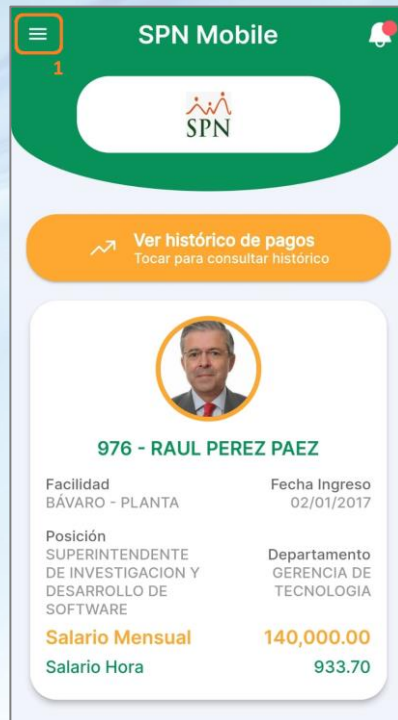 SPN Mobile
1
SPN
Ver histórico de pagos
Tocar para consultar histórico
976 - RAUL PEREZ PAEZ
Facilidad Fecha Ingreso
BÁVARO - PLANTA 02/01/2017
Posición
SUPERINTENDENTE Departamento
DE INVESTIGACION Y GERENCIA DE
DESARROLLO DE TECNOLOGIA
SOFTWARE
Salario Mensual 140,000.00
Salario Hora 933.70